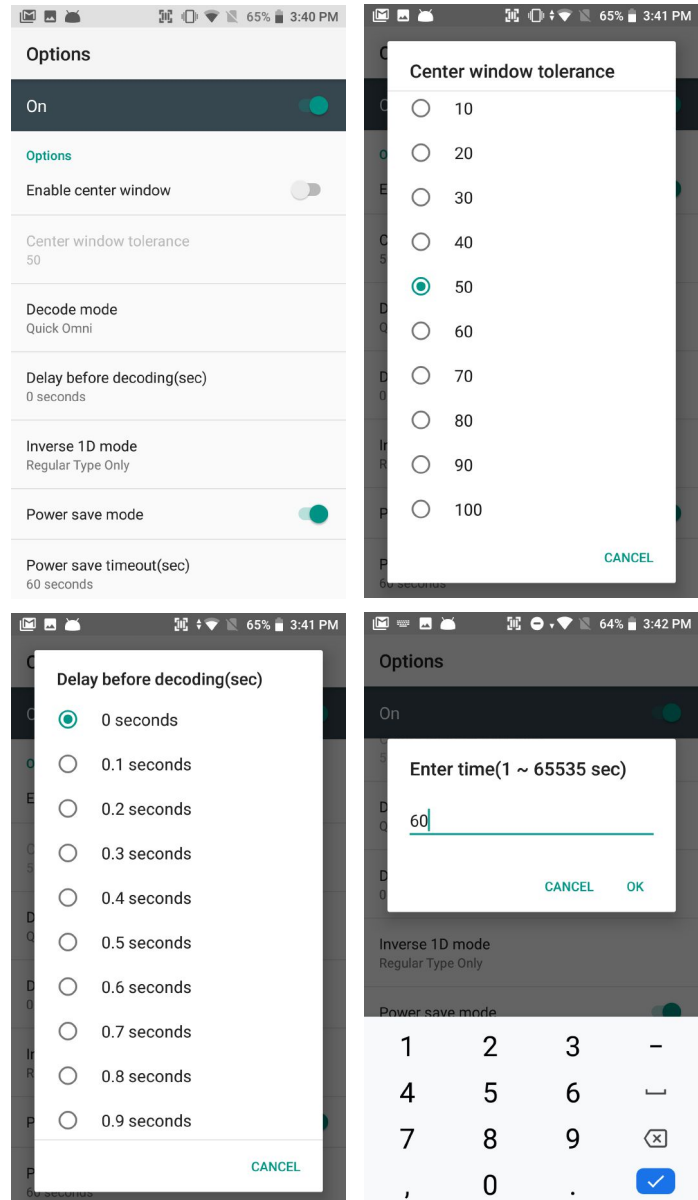 65% 3:40 PM
Options
On
Options
Enable center window
Center window tolerance
50
Decode mode
Quick Omni
Delay before decoding(sec)
0 seconds
Inverse 1D mode
Regular Type Only
Power save mode
Power save timeout(sec)
60 seconds
65% 3:41 PM
Center window tolerance
10
20
30
40
50
60
70
80
90
100
CANCEL
60 seconds
65% 3:41 PM
Delay before decoding(sec)
0 seconds
0.1 seconds
0.2 seconds
0.3 seconds
0.4 seconds
0.5 seconds
0.6 seconds
0.7 seconds
0.8 seconds
0.9 seconds
CANCEL
60 seconds
64% 3:42 PM
Options
On
Enter time(1 ~ 65535 sec)
60
CANCEL OK
Inverse 1D mode
Regular Type Only
Power save mode
1 2 3 -
4 5 6
7 8 9
, 0 .